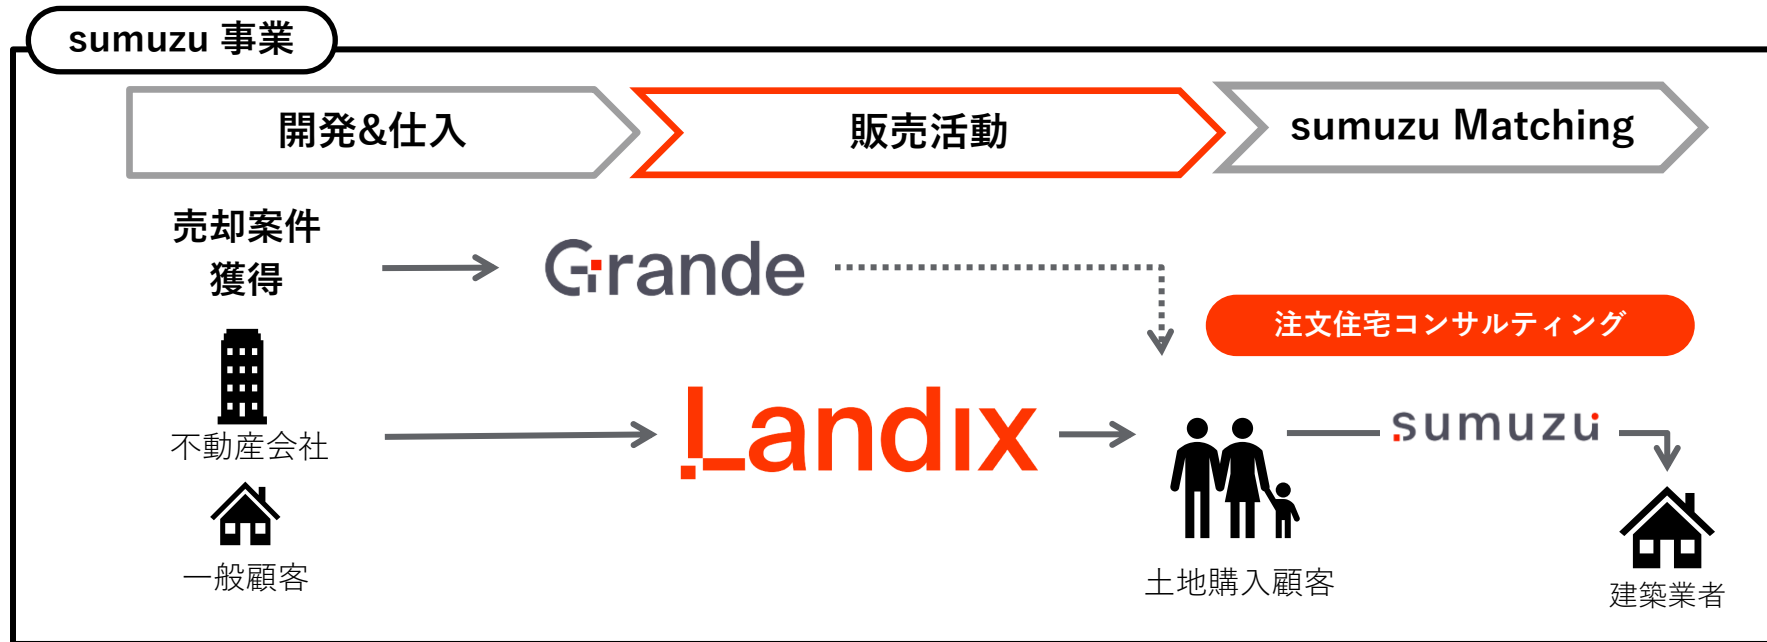 sumuzu 事業
開発&仕入
販売活動
sumuzu Matching
売却案件
獲得
Grande
注文住宅コンサルティング
不動産会社
Landix
sumuzu
一般顧客
土地購入顧客
建築業者